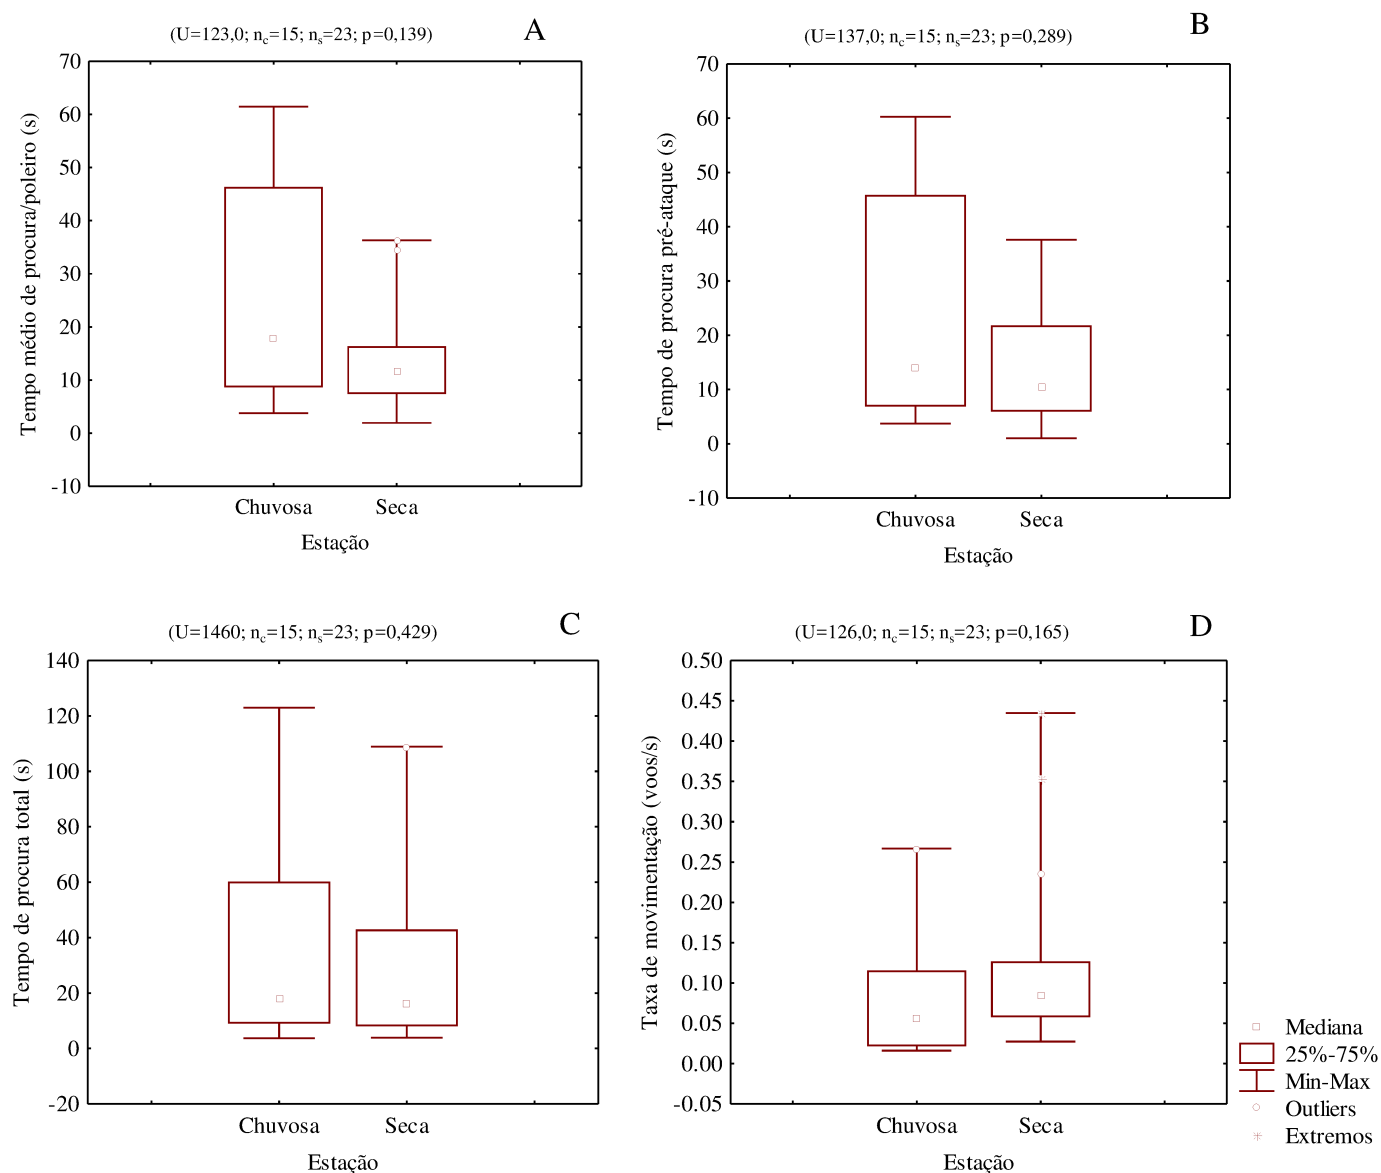 A
(U=123,0; nc=15; ns=23; p=0,139)
70
60
50
40
30
20
10
0
-10
Tempo médio de procura/poleiro (s)
Chuvosa Seca
Estação
B
(U=137,0; nc=15; ns=23; p=0,289)
70
60
50
40
30
20
10
0
-10
Tempo de procura pré-ataque (s)
Chuvosa Seca
Estação
C
(U=1460; nc=15; ns=23; p=0,429)
140
120
100
80
60
40
20
0
-20
Tempo de procura total (s)
Chuvosa Seca
Estação
D
(U=126,0; nc=15; ns=23; p=0,165)
0.50
0.45
0.40
0.35
0.30
0.25
0.20
0.15
0.10
0.05
0.00
-0.05
Taxa de movimentação (voos/s)
Chuvosa Seca
Estação
Mediana
25%-75%
Min-Max
Outliers
Extremos